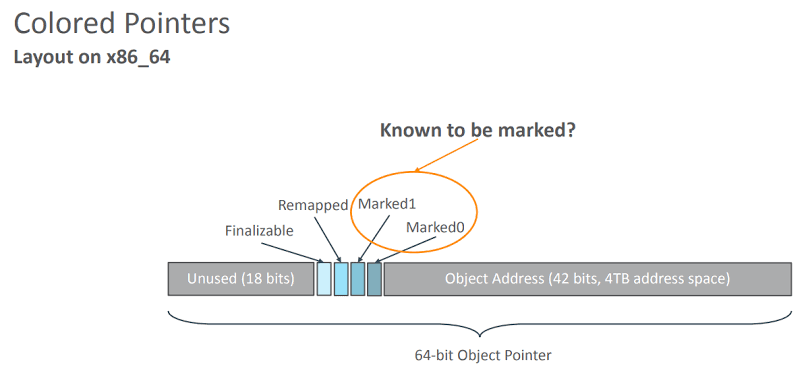 Colored Pointers
Layout on x86_64
Known to be marked?
Remapped
Marked1
Finalizable
Marked0
Unused (18 bits)
Object Address (42 bits, 4TB address space)
64-bit Object Pointer